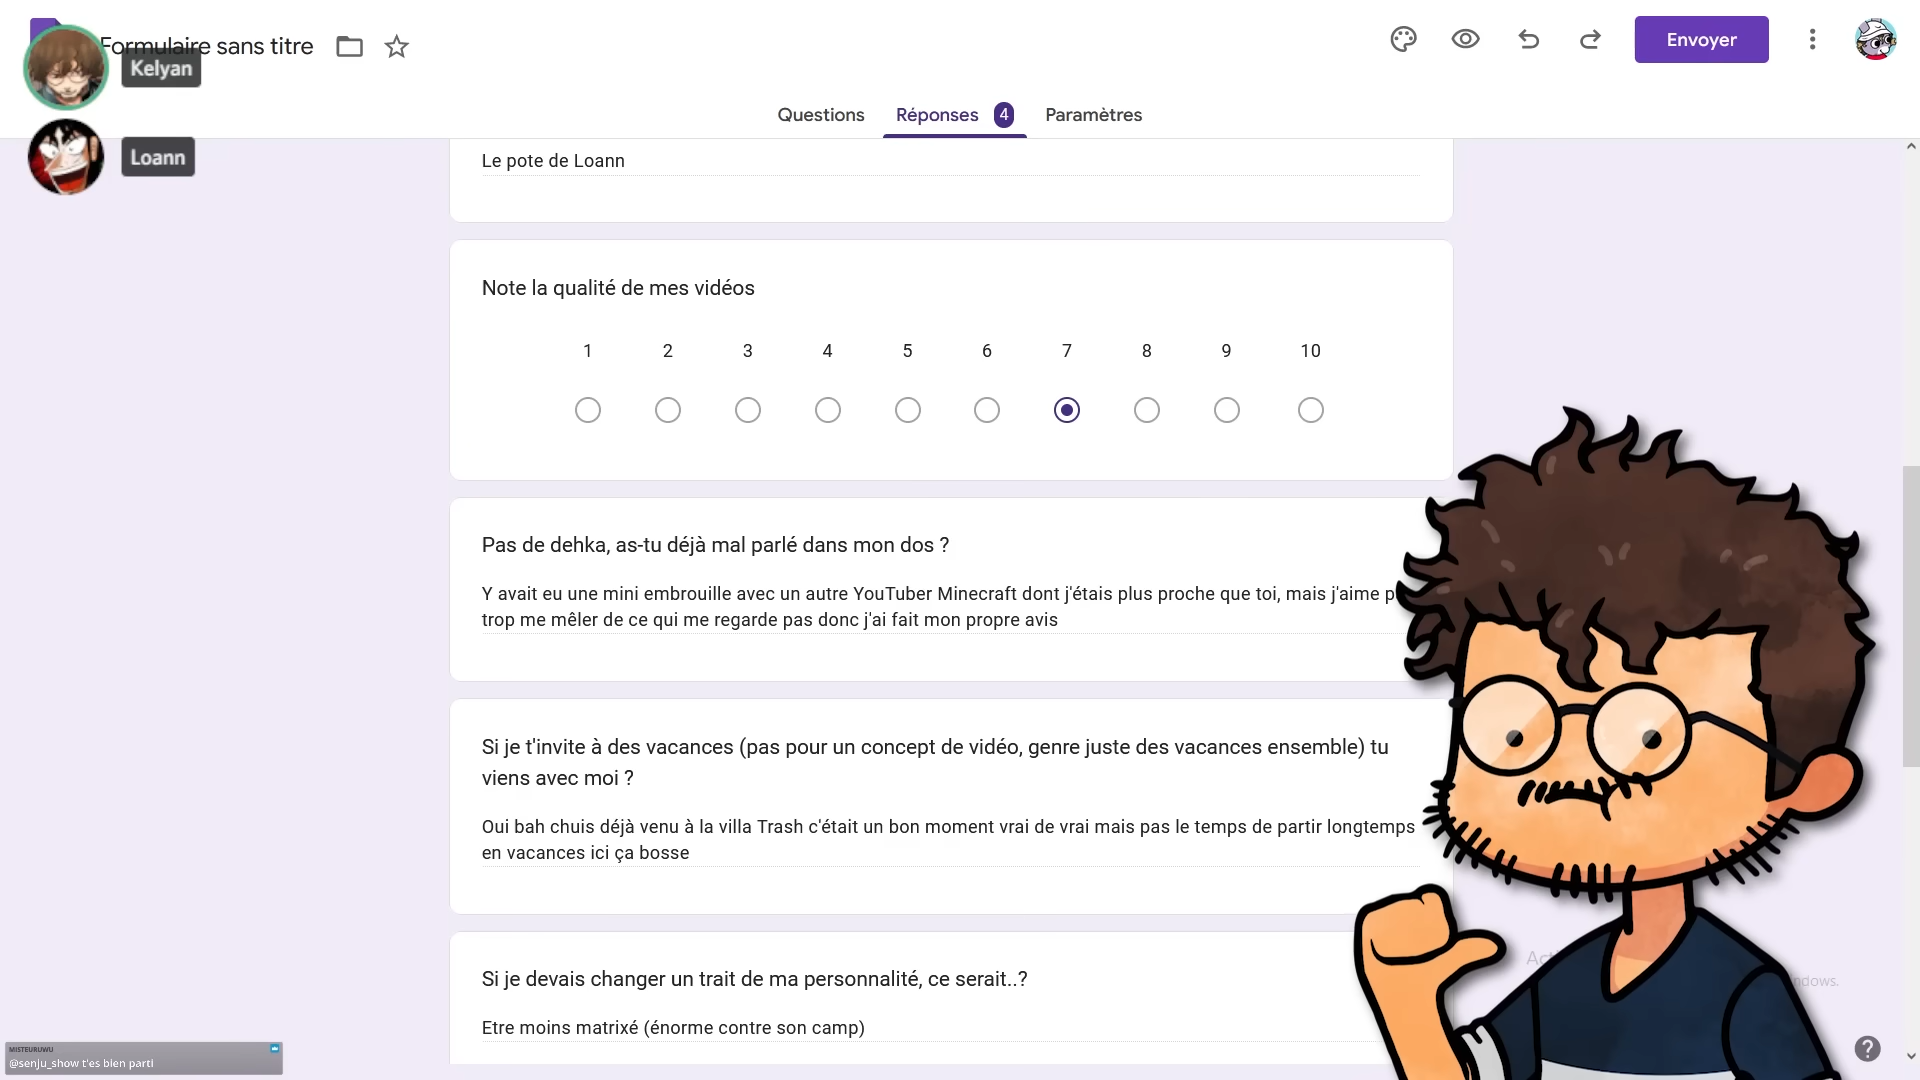 Formulaire sans titre
Kelyan
Loann
Envoyer
Questions
Réponses 4
Paramètres
Le pote de Loann
Note la qualité de mes vidéos
1 2 3 4 5 6 7 8 9 10
Pas de dehka, as-tu déjà mal parlé dans mon dos ?
Y avait eu une mini embrouille avec un autre YouTuber Minecraft dont j'étais plus proche que toi, mais j'aime
trop me mêler de ce qui me regarde pas donc j'ai fait mon propre avis
Si je t'invite à des vacances (pas pour un concept de vidéo, genre juste des vacances ensemble) tu
viens avec moi ?
Oui bah chuis déjà venu à la villa Trash c'était un bon moment vrai de vrai mais pas le temps de partir longtemps
en vacances ici ça bosse
Si je devais changer un trait de ma personnalité, ce serait..?
Etre moins matrixé (énorme contre son camp)
MISTEURUWU
@senju_show t'es bien parti